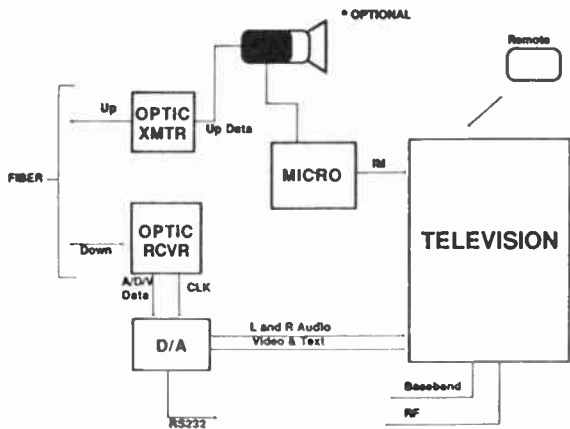 * OPTIONAL
Remote
Up
OPTIC
XMTR
Up Data
FIBER
MICRO
IM
TELEVISION
OPTIC
RCVR
Down
A/D/V
Data
CLK
D/A
L and R Audio
Video & Text
Baseband
RF
RS232